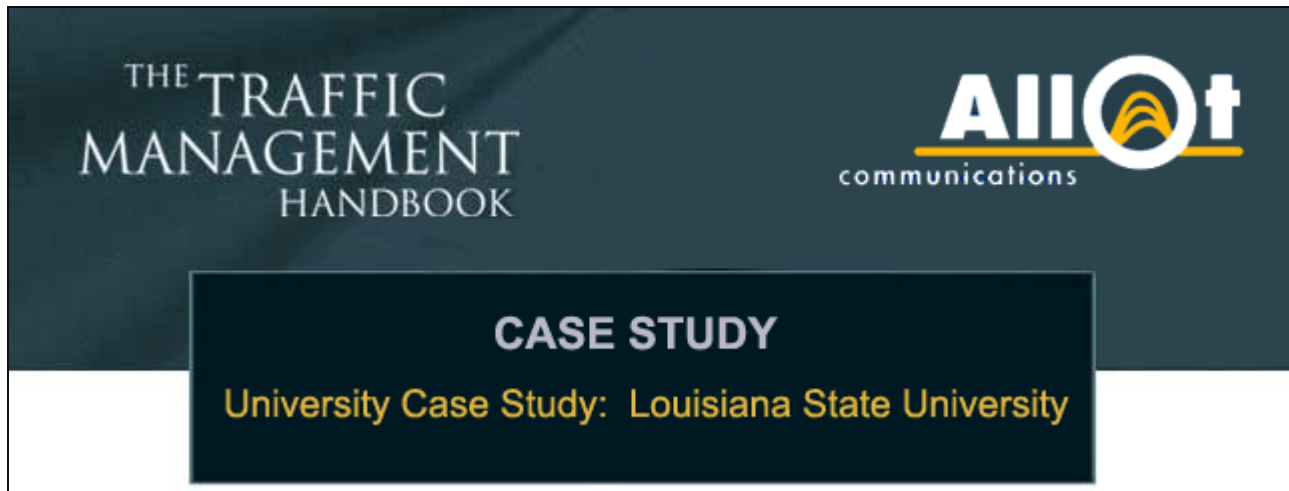 THE TRAFFIC
MANAGEMENT
HANDBOOK
AllOt
communications
CASE STUDY
University Case Study: Louisiana State University